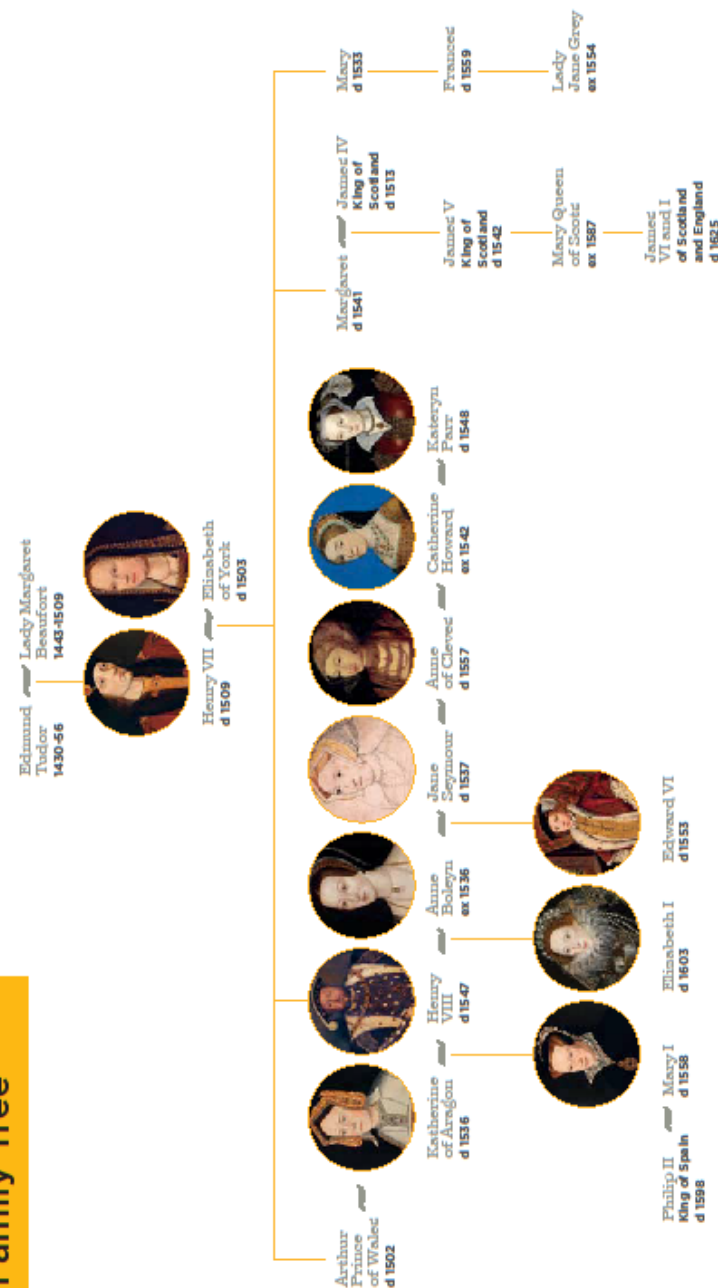 Family Tree
Edmund
Tudor
1430-56
Lady Margaret
Beaufort
1443-1509
Henry VII
d 1509
Elizabeth
of York
d 1503
Arthur
Prince
of Wales
d 1502
Katherine
of Aragon
d 1536
Henry
VIII
d1547
Anne
Boleyn
ex 1536
Jane
Seymour
d 1537
Anne
of Cleves
d 1557
Catherine
Howard
ex 1542
Kateryn
Parr
d 1548
Margaret
d 1541
James IV
King of
Scotland
d 1513
Mary
d 1533
James V
King of
Scotland
d 1542
Frances
d 1559
Mary Queen
of Scots
ex 1587
Lady
Jane Grey
ex 1554
James
VI and I
of Scotland
and England
d 1625
Philip II
King of Spain
d 1598
Mary I
d 1558
Elizabeth I
d 1603
Edward VI
d1553